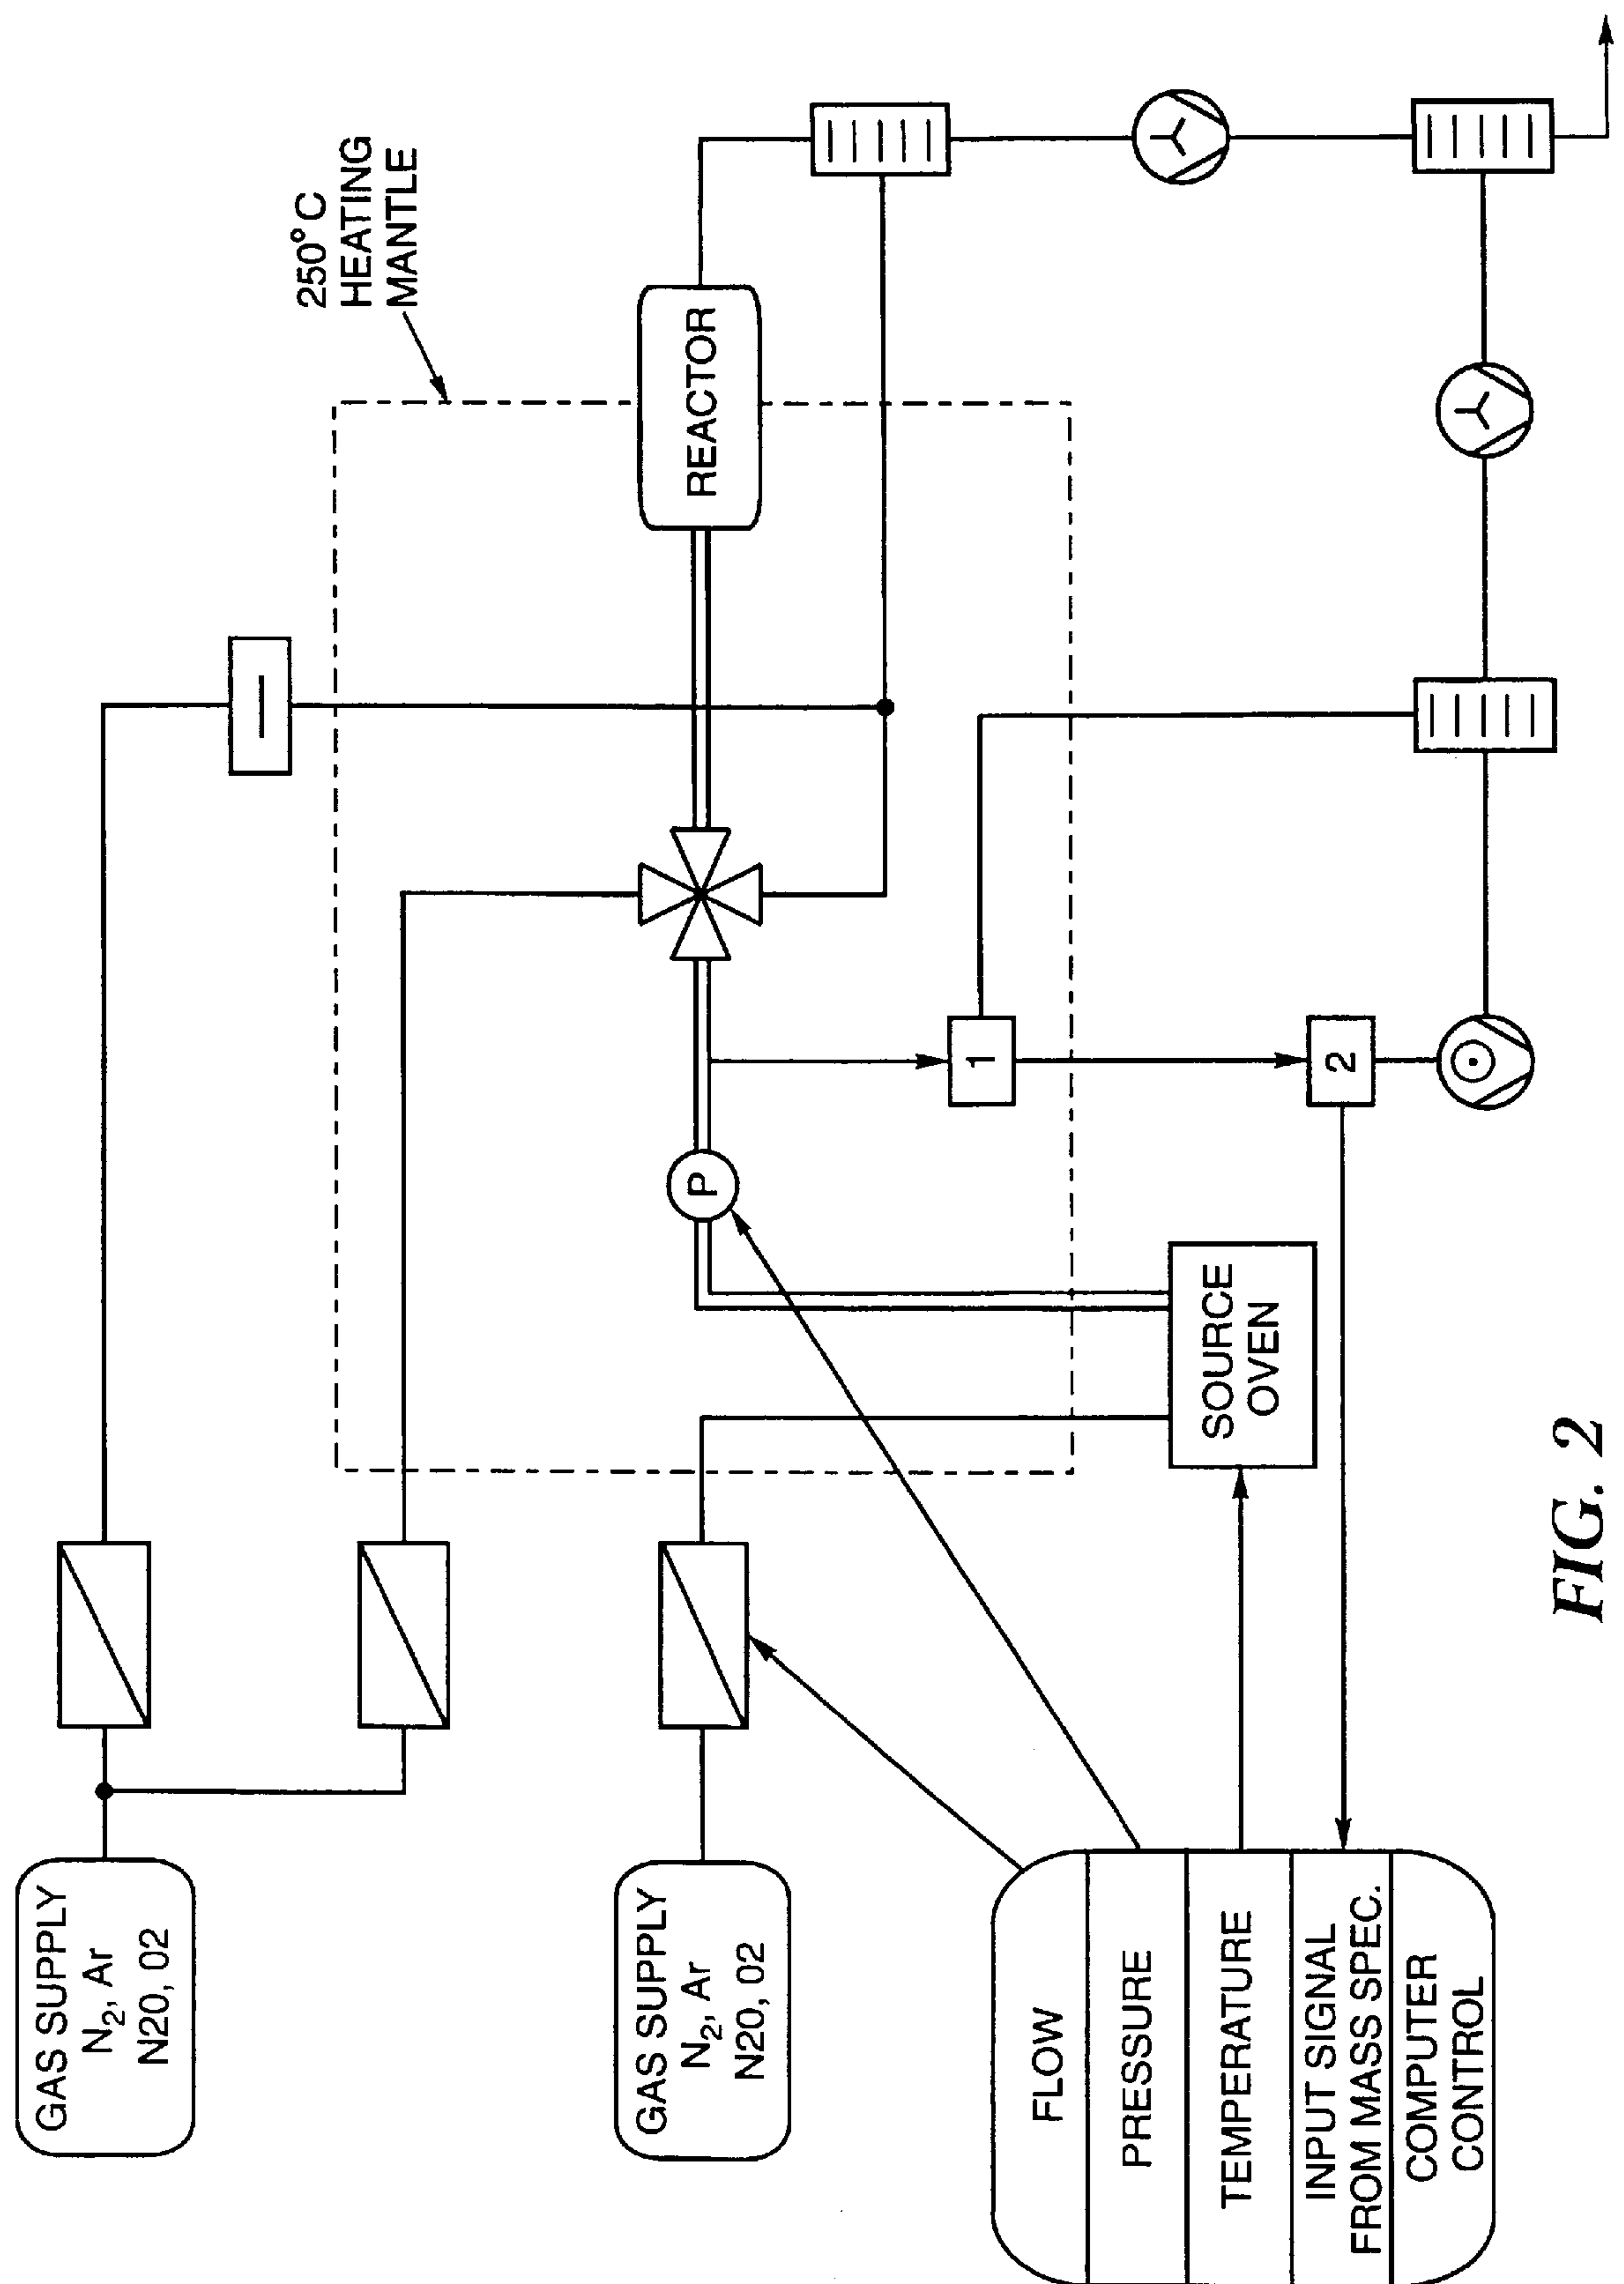 GAS SUPPLY
N₂, Ar
N20, 02
GAS SUPPLY
N₂, Ar
N20, 02
FLOW
PRESSURE
TEMPERATURE
INPUT SIGNAL
FROM MASS SPEC.
COMPUTER
CONTROL
SOURCE
OVEN
P
1
2
250°C
HEATING
MANTLE
REACTOR
FIG. 2